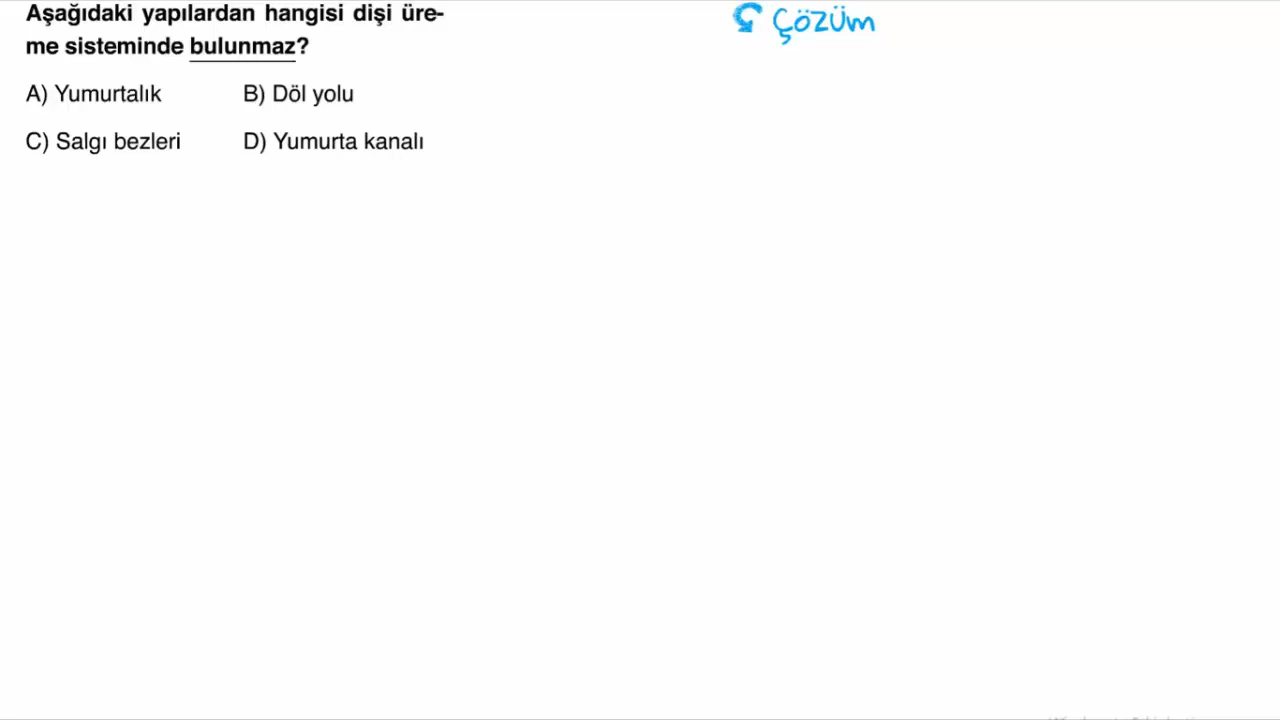 Aşağıdaki yapılardan hangisi dişi üre-
me sisteminde bulunmaz?
A) Yumurtalık B) Döl yolu
C) Salgı bezleri D) Yumurta kanalı
Çözüm